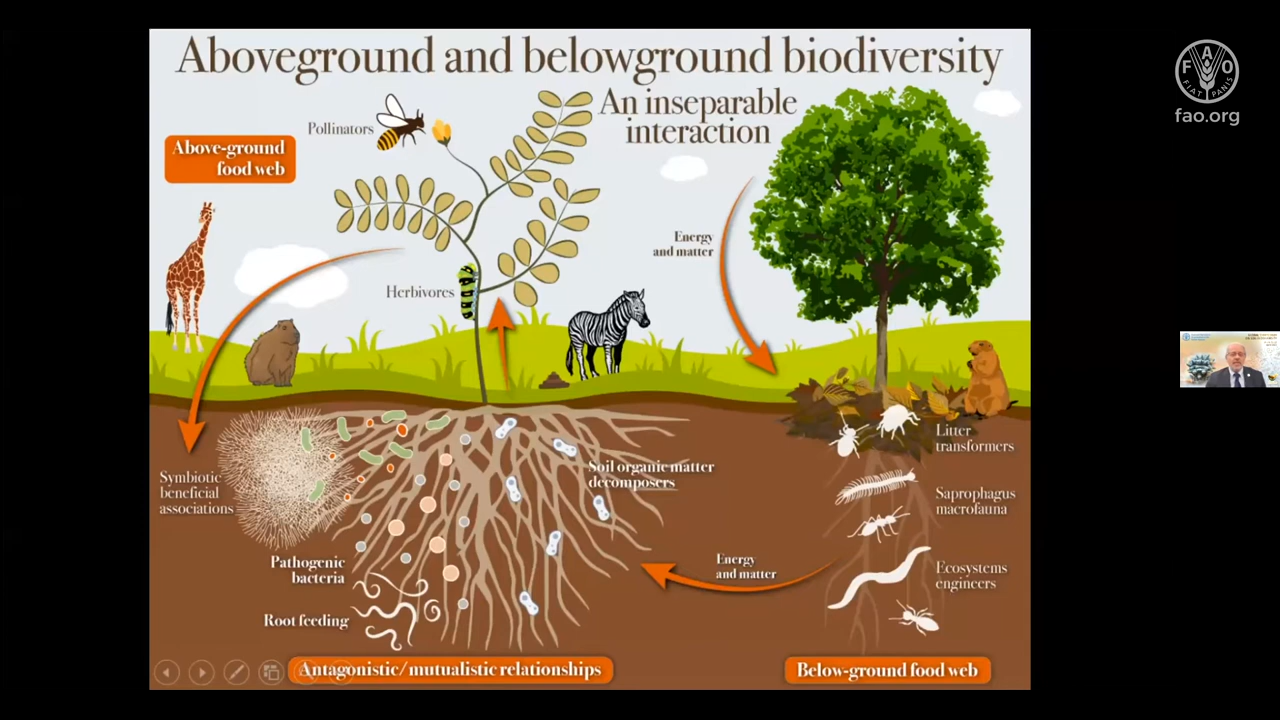 Aboveground and belowground biodiversity
An inseparable
interaction
Pollinators
Above-ground
food web
Energy
and matter
Herbivores
Symbiotic
beneficial
associations
Soil organic matter
decomposers
Litter
transformers
Saprophagus
macrofauna
Pathogenic
bacteria
Energy
and matter
Ecosystems
engineers
Root feeding
Antagonistic/mutualistic relationships
Below-ground food web
F A O
FIAT PANIS
fao.org